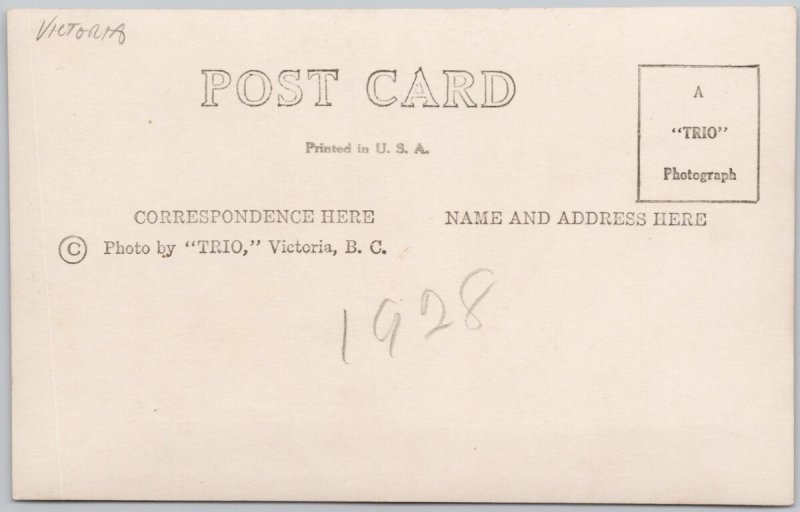 VICTORIA
POST CARD
Printed in U. S. A.
A
“TRIO”
Photograph
CORRESPONDENCE HERE
NAME AND ADDRESS HERE
© Photo by “TRIO,” Victoria, B. C.
1928